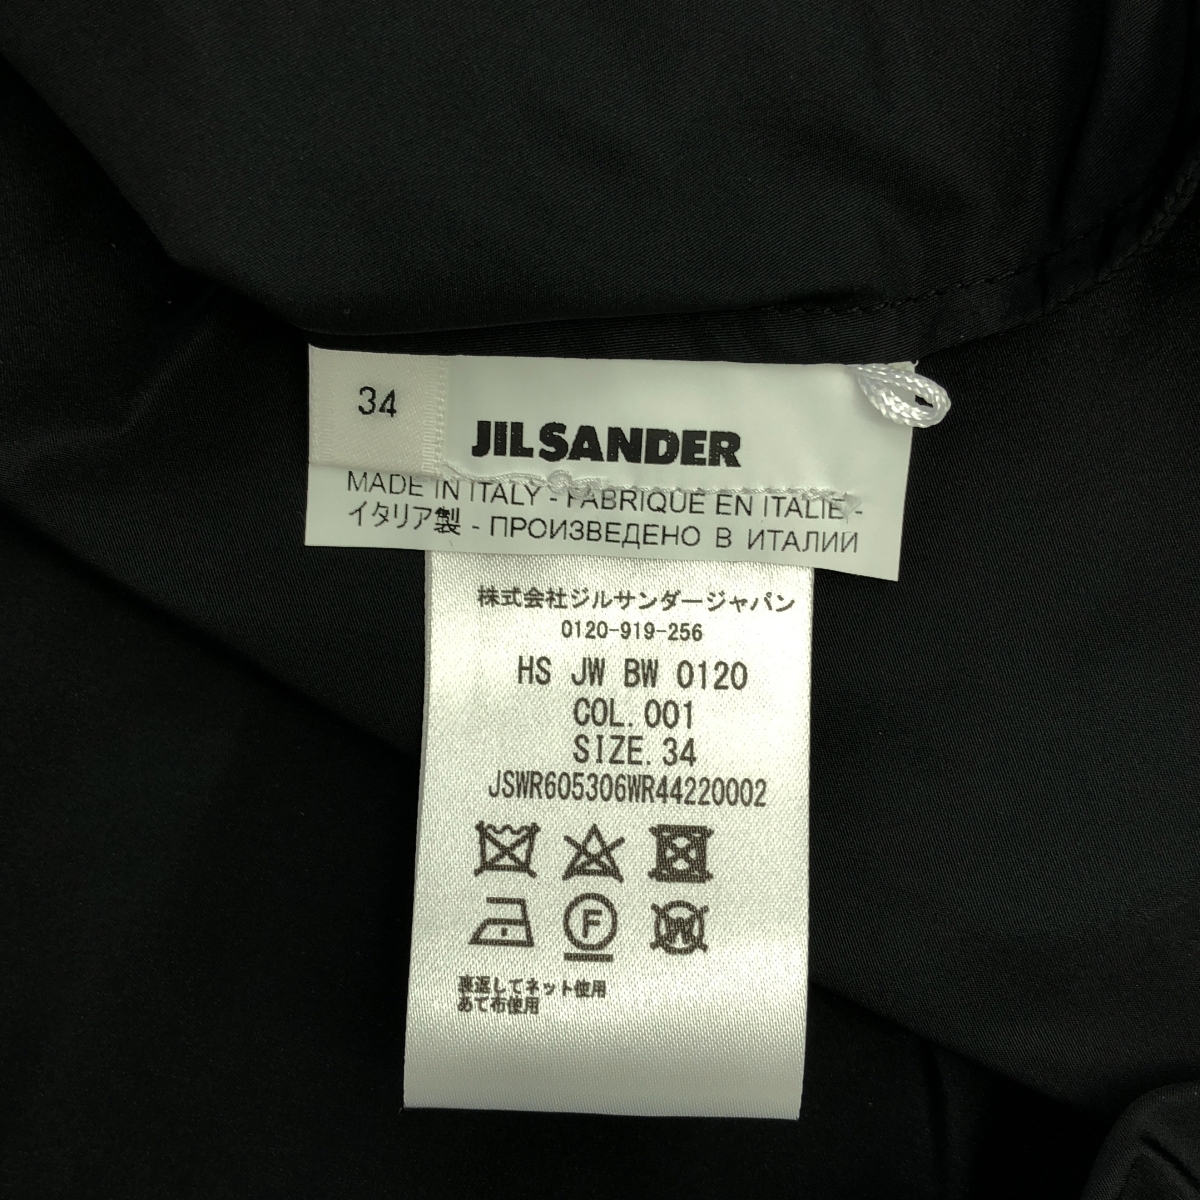 34
JIL SANDER
MADE IN ITALY - FABRIQUE EN ITALIE -
イタリア製 - ПРОИЗВЕДЕНО В ИТАЛИИ
株式会社ジルサンダージャパン
0120-919-256
HS JW BW 0120
COL.001
SIZE.34
JSWR605306WR44220002
F
W
裏返してネット使用
あて布使用